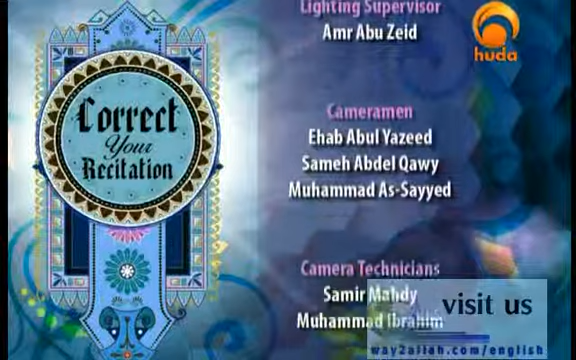 Lighting Supervisor
Amr Abu Zeid
huda
Correct
Your
Recitation
Cameramen
Ehab Abul Yazeed
Sameh Abdel Qawy
Muhammad As-Sayyed
Camera Technicians
Samir Mahdy
Muhammad Ibrahim
visit us
way2allah.com/english